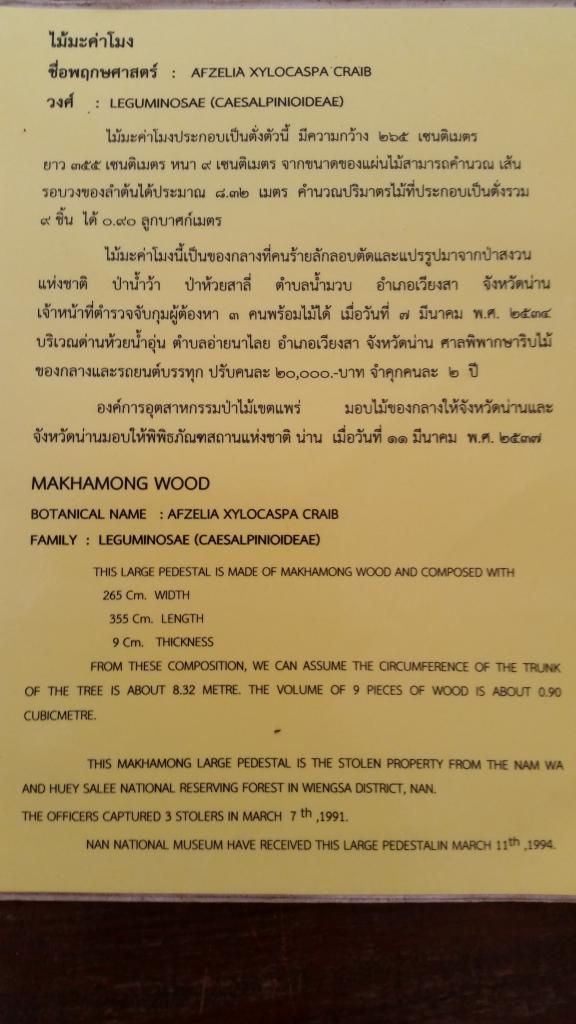 ไม้มะค่าโมง
ชื่อพฤกษศาสตร์ : AFZELIA XYLOCASPA CRAIB
วงศ์ : LEGUMINOSAE (CAESALPINIOIDEAE)
ไม้มะค่าโมงประกอบเป็นตั่งตัวนี้ มีความกว้าง ๒๖๕ เซนติเมตร
ยาว ๓๕๕ เซนติเมตร หนา ๙ เซนติเมตร จากขนาดของแผ่นไม้สามารถคำนวณ เส้น
รอบวงของลำต้นได้ประมาณ ๘.๓๒ เมตร คำนวณปริมาตรไม้ที่ประกอบเป็นตั่งรวม
๙ ชิ้น ได้ ๐.๙๐ ลูกบาศก์เมตร
ไม้มะค่าโมงนี้เป็นของกลางที่คนร้ายลักลอบตัดและแปรรูปมาจากป่าสงวน
แห่งชาติ ป่าน้ำว้า ป่าห้วยสาลี่ ตำบลน้ำมวบ อำเภอเวียงสา จังหวัดน่าน
เจ้าหน้าที่ตำรวจจับกุมผู้ต้องหา ๓ คนพร้อมไม้ได้ เมื่อวันที่ ๗ มีนาคม พ.ศ. ๒๕๓๔
บริเวณด่านห้วยน้ำอุ่น ตำบลอ่ายนาไลย อำเภอเวียงสา จังหวัดน่าน ศาลพิพากษาริบไม้
ของกลางและรถยนต์บรรทุก ปรับคนละ ๒๐,๐๐๐.-บาท จำคุกคนละ ๒ ปี
องค์การอุตสาหกรรมป่าไม้เขตแพร่ มอบไม้ของกลางให้จังหวัดน่านและ
จังหวัดน่านมอบให้พิพิธภัณฑสถานแห่งชาติ น่าน เมื่อวันที่ ๑๑ มีนาคม พ.ศ. ๒๕๓๗
MAKHAMONG WOOD
BOTANICAL NAME : AFZELIA XYLOCASPA CRAIB
FAMILY : LEGUMINOSAE (CAESALPINIOIDEAE)
THIS LARGE PEDESTAL IS MADE OF MAKHAMONG WOOD AND COMPOSED WITH
265 Cm. WIDTH
355 Cm. LENGTH
9 Cm. THICKNESS
FROM THESE COMPOSITION, WE CAN ASSUME THE CIRCUMFERENCE OF THE TRUNK
OF THE TREE IS ABOUT 8.32 METRE. THE VOLUME OF 9 PIECES OF WOOD IS ABOUT 0.90
CUBICMETRE.
THIS MAKHAMONG LARGE PEDESTAL IS THE STOLEN PROPERTY FROM THE NAM WA
AND HUEY SALEE NATIONAL RESERVING FOREST IN WIENGSA DISTRICT, NAN.
THE OFFICERS CAPTURED 3 STOLERS IN MARCH 7 th ,1991.
NAN NATIONAL MUSEUM HAVE RECEIVED THIS LARGE PEDESTALIN MARCH 11th ,1994.